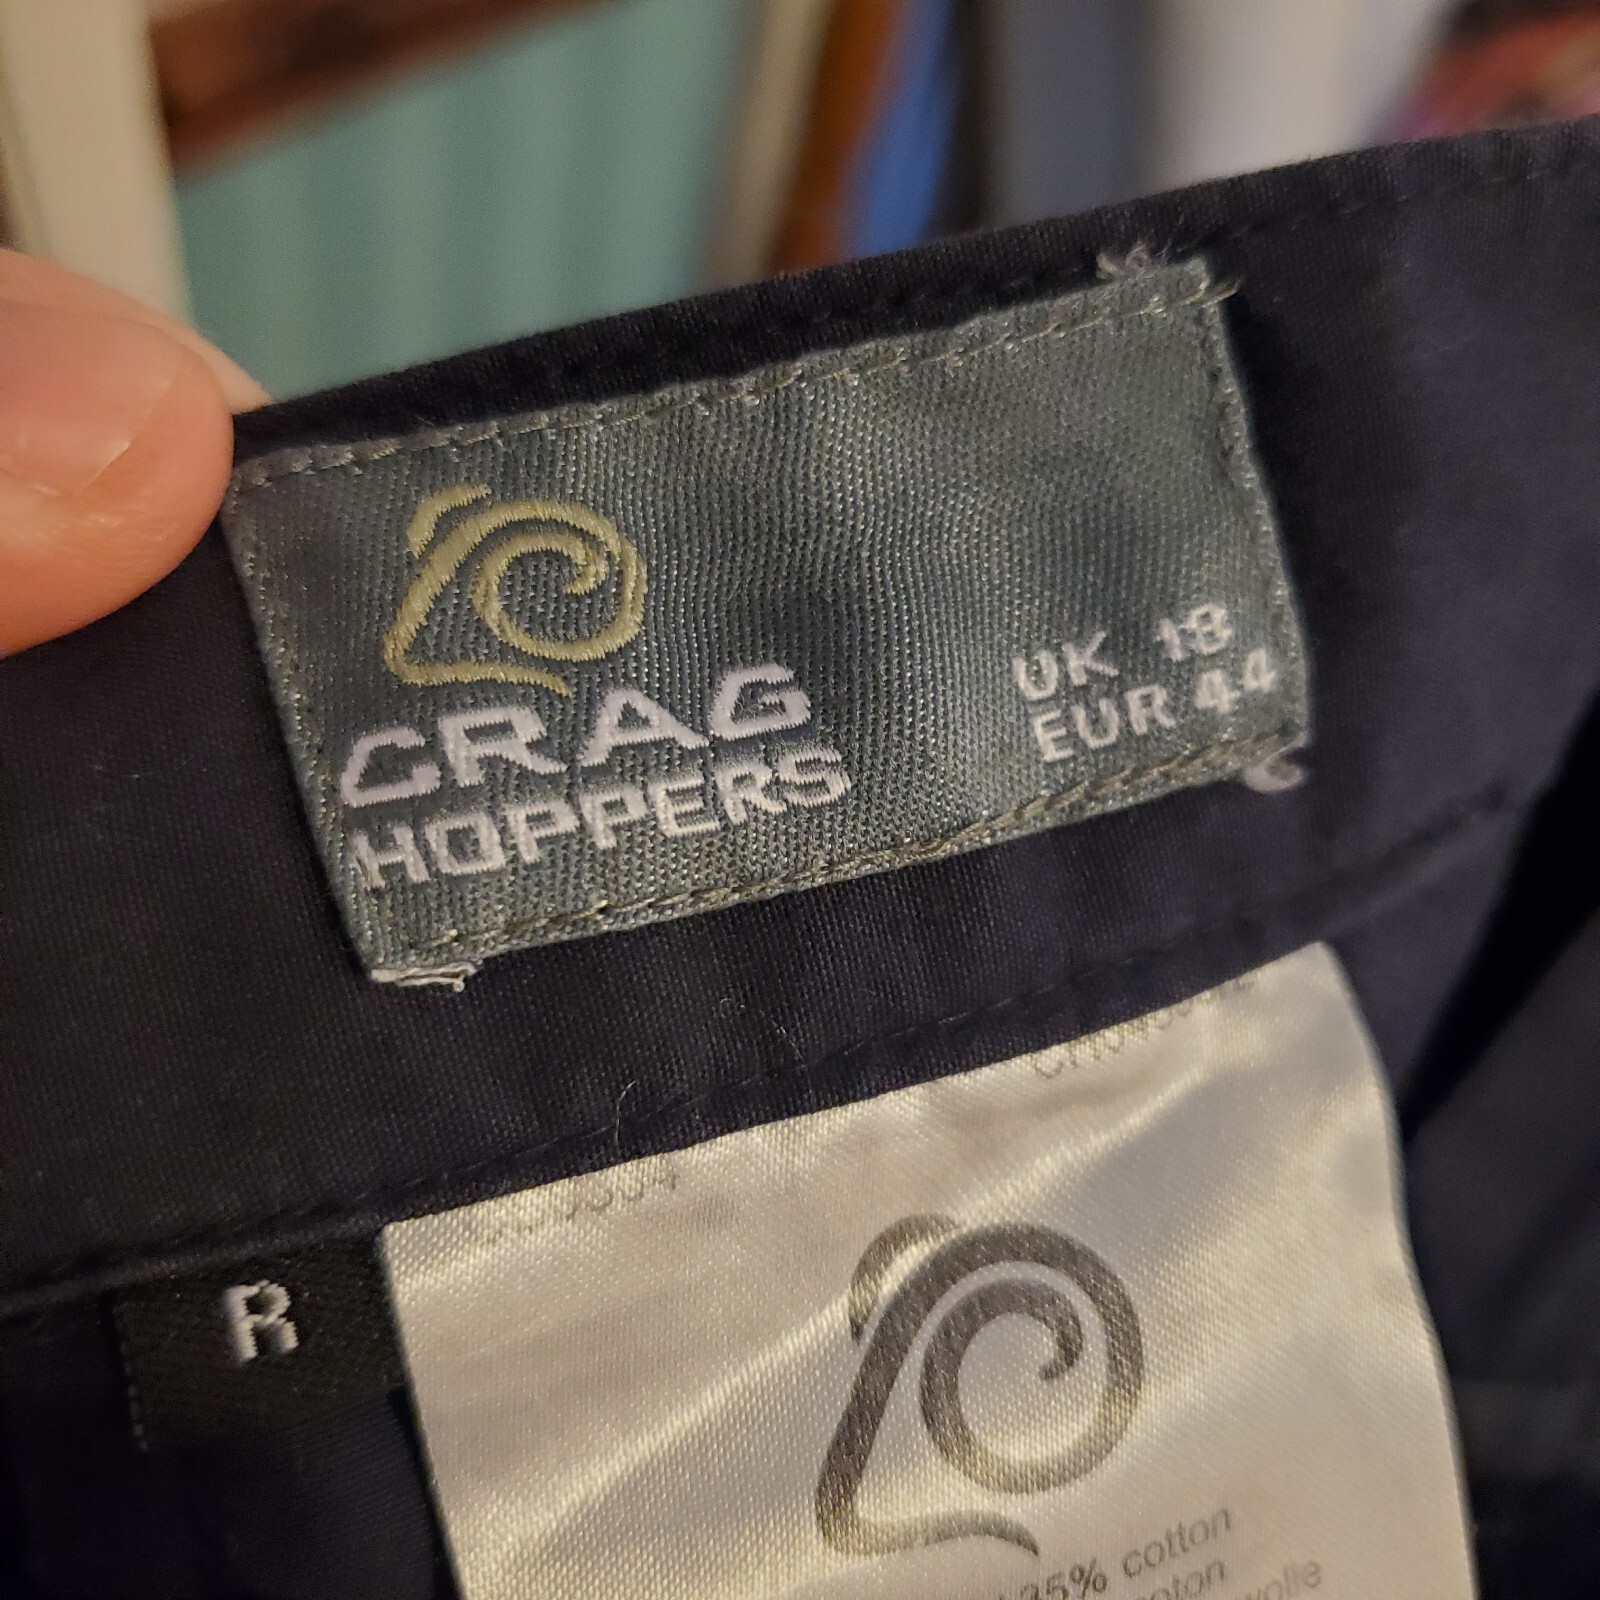 CRAG
HOPPERS
UK 18
EUR 44
R
35% cotton